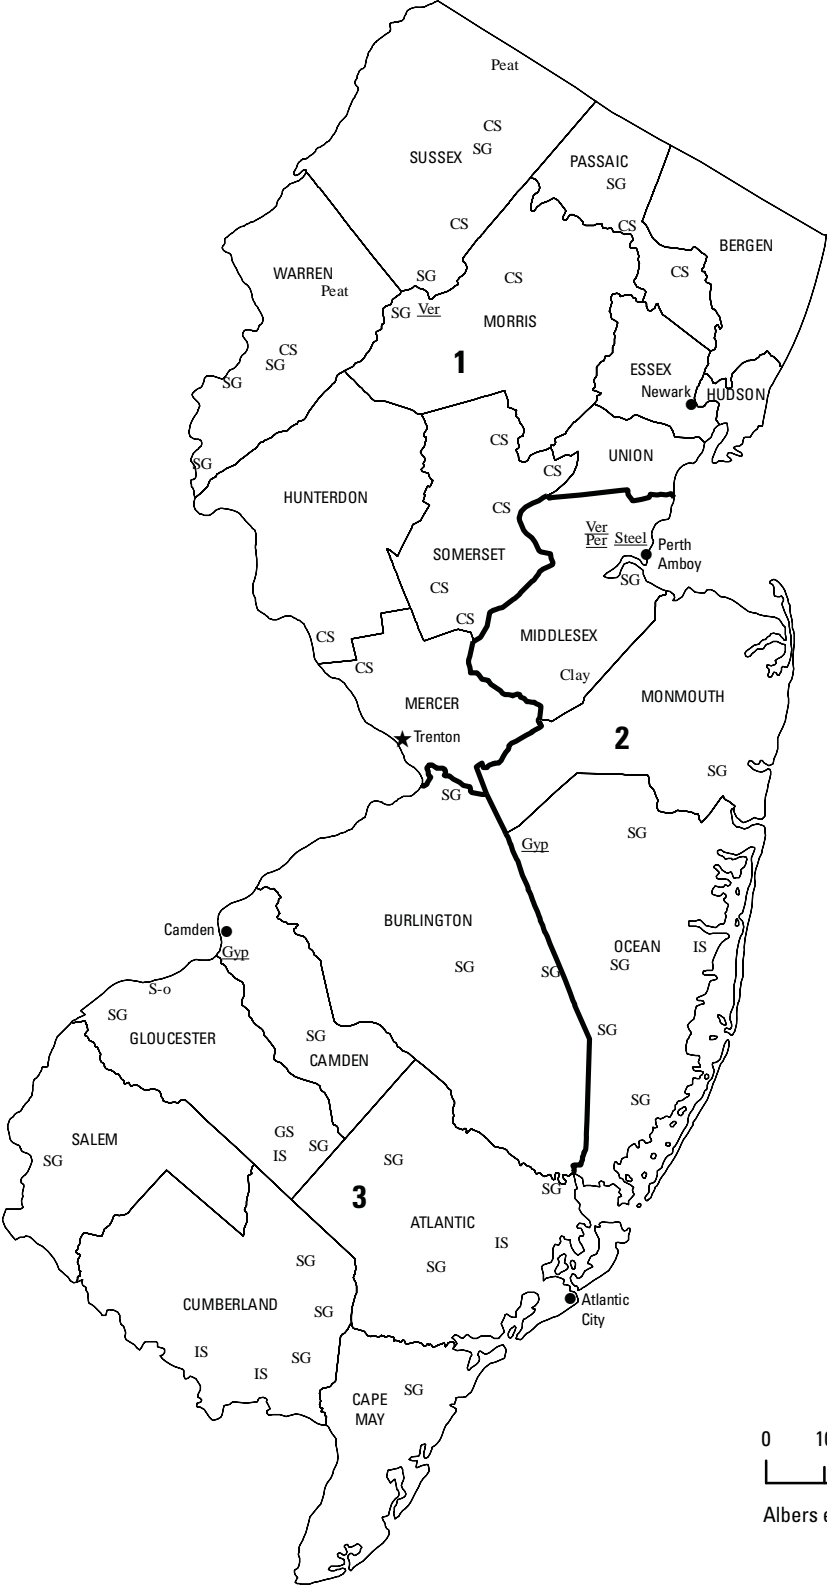 Peat
CS
SUSSEX SG
PASSAIC
SG
CS
CS
BERGEN
WARREN
SG
CS
CS
Peat
SG Ver
MORRIS
CS
SG
1
SG
ESSEX
Newark
HUDSON
CS
UNION
SG
CS
HUNTERDON
CS
Ver
Per Steel
Perth
Amboy
SOMERSET
SG
CS
CS
CS
MIDDLESEX
CS
Clay
MERCER
MONMOUTH
Trenton
2
SG
SG
SG
Gyp
BURLINGTON
Camden
Gyp
OCEAN IS
SG
SG
SG
S-o
SG
GLOUCESTER
SG
SG
CAMDEN
SG
GS
SALEM
SG
IS
SG
SG
SG
3
ATLANTIC
IS
SG
SG
CUMBERLAND
SG
Atlantic
City
IS
SG
IS
SG
CAPE
MAY
0
Albers